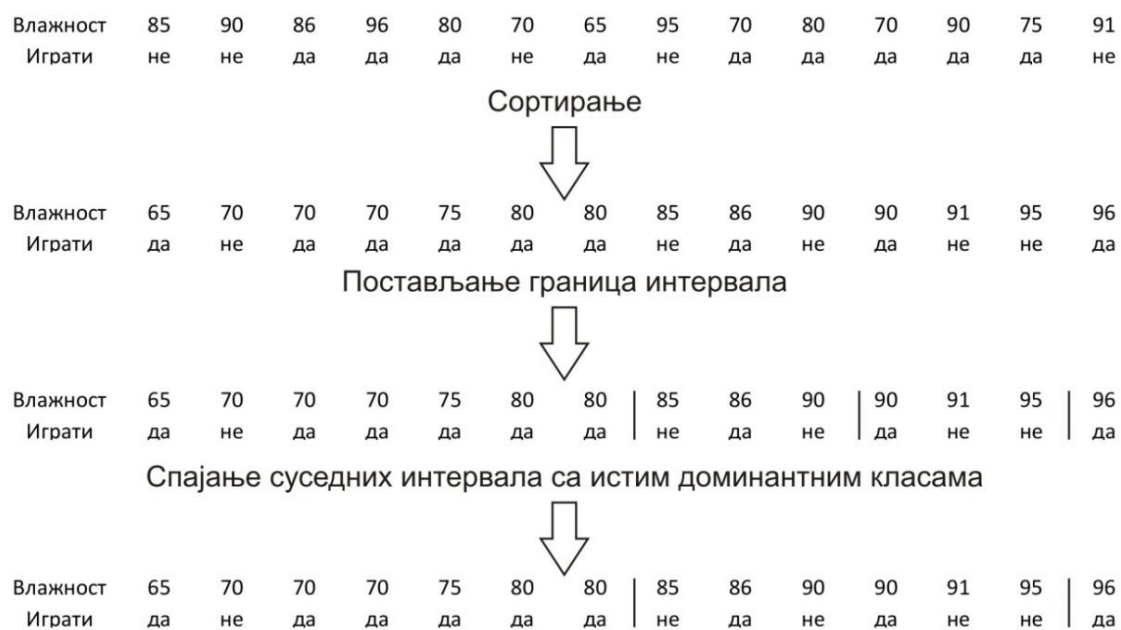 Влажност 85 90 86 96 80 70 65 95 70 80 70 90 75 91
Играти не не да да да не да не да да да да да не
Сортирање
Влажност 65 70 70 70 75 80 80 85 86 90 90 91 95 96
Играти да не да да да да да не да не да не не да
Постављање граница интервала
Влажност 65 70 70 70 75 80 80 85 86 90 90 91 95 96
Играти да не да да да да да не да не да не не да
Спајање суседних интервала са истим доминантним класама
Влажност 65 70 70 70 75 80 80 85 86 90 90 91 95 96
Играти да не да да да да да не да не да не не да